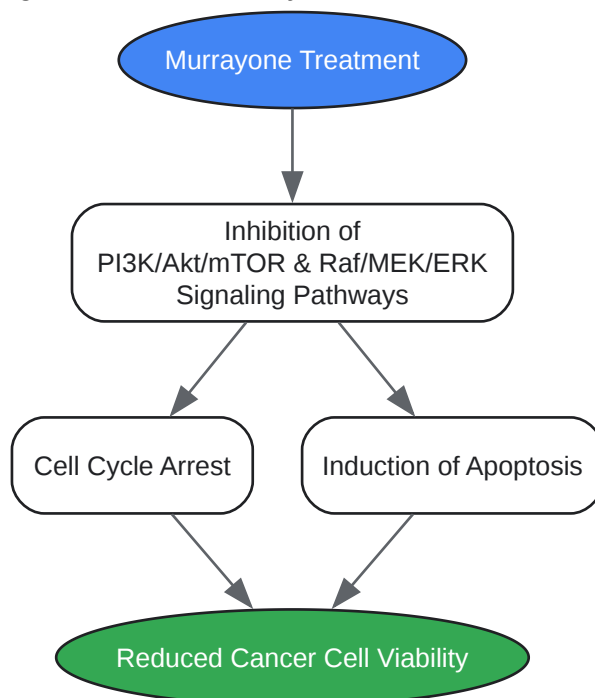 Murrayone Treatment
Inhibition of
PI3K/Akt/mTOR & Raf/MEK/ERK
Signaling Pathways
Cell Cycle Arrest
Induction of Apoptosis
Reduced Cancer Cell Viability